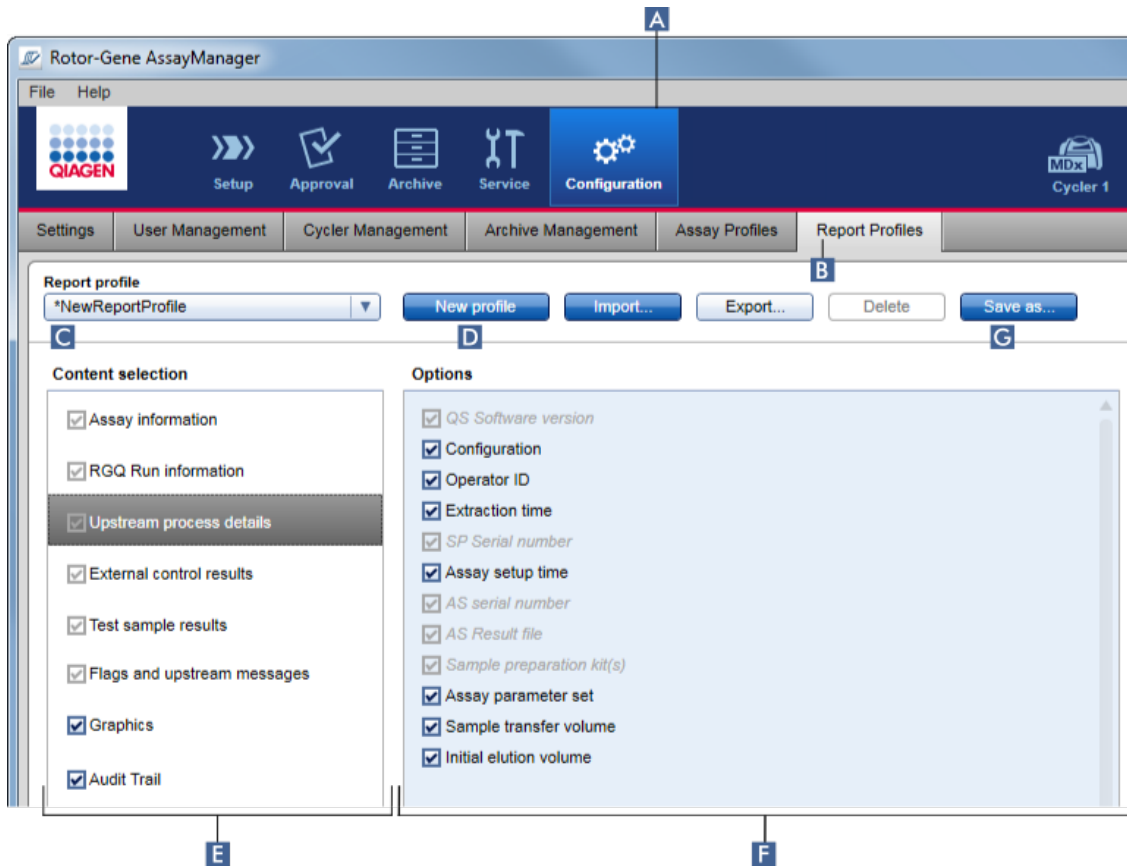 A
Rotor-Gene AssayManager
File Help
QIAGEN
Setup Approval Archive Service Configuration MDx Cycler 1
Settings User Management Cycler Management Archive Management Assay Profiles Report Profiles
B
Report profile
*NewReportProfile New profile Import... Export... Delete Save as...
C D G
Content selection Options
Assay information
RGQ Run information
Upstream process details
External control results
Test sample results
Flags and upstream messages
Graphics
Audit Trail
QS Software version
Configuration
Operator ID
Extraction time
SP Serial number
Assay setup time
AS serial number
AS Result file
Sample preparation kit(s)
Assay parameter set
Sample transfer volume
Initial elution volume
E F